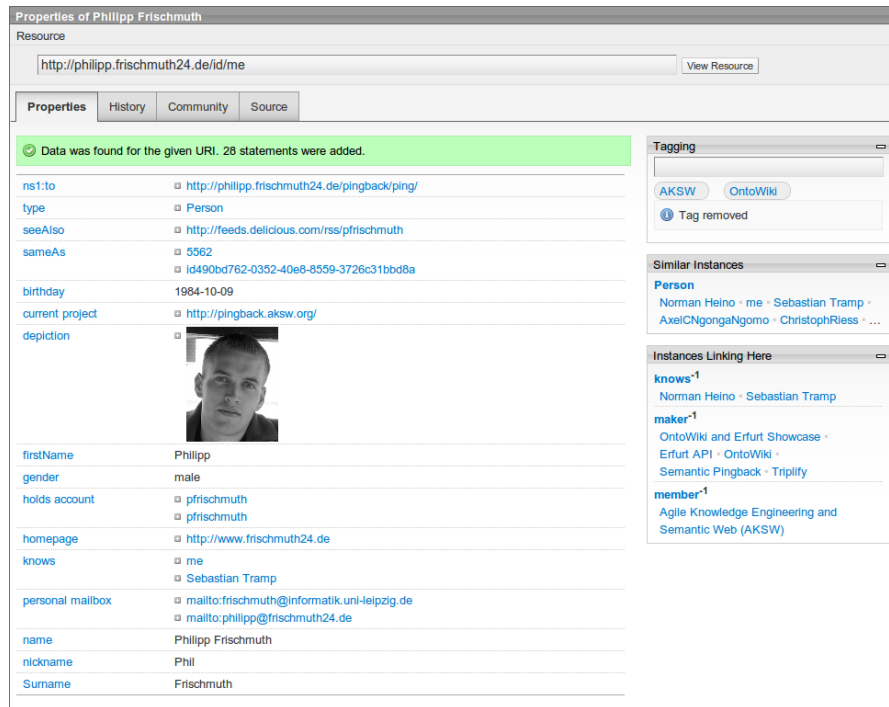 Properties of Philipp Frischmuth
Resource
http://philipp.frischmuth24.de/id/me
View Resource
Properties
History
Community
Source
Data was found for the given URI. 28 statements were added.
ns1:to http://philipp.frischmuth24.de/pingback/ping/
type Person
seeAlso http://feeds.delicious.com/rss/pfrischmuth
sameAs 5562
id490bd762-0352-40e8-8559-3726c31bbd8a
birthday 1984-10-09
current project http://pingback.aksw.org/
depiction
firstName Philipp
gender male
holds account pfrischmuth
pfrischmuth
homepage http://www.frischmuth24.de
knows me
Sebastian Tramp
personal mailbox mailto:frischmuth@informatik.uni-leipzig.de
mailto:philipp@frischmuth24.de
name Philipp Frischmuth
nickname Phil
Surname Frischmuth
Tagging
AKSW OntoWiki
Tag removed
Similar Instances
Person
Norman Heino • me • Sebastian Tramp •
AxelCNgongaNgomo • ChristophRiess • ...
Instances Linking Here
knows-1
Norman Heino • Sebastian Tramp
maker-1
OntoWiki and Erfurt Showcase •
Erfurt API • OntoWiki •
Semantic Pingback • Triplify
member-1
Agile Knowledge Engineering and
Semantic Web (AKSW)